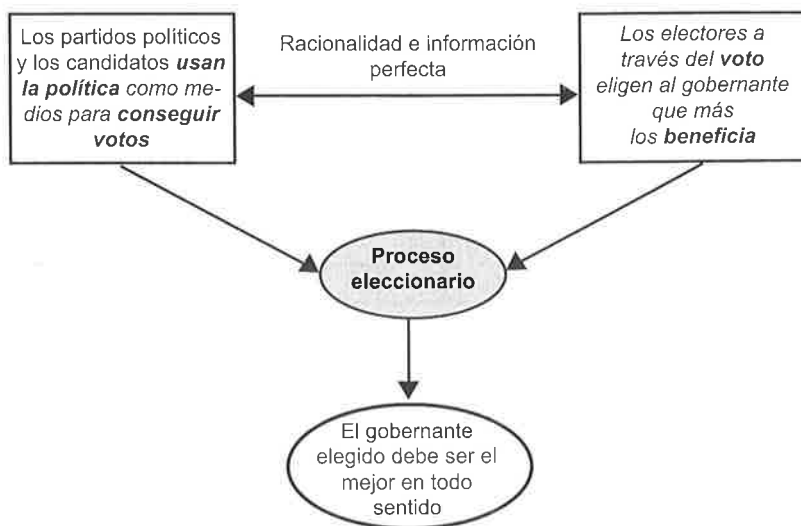 Los partidos políticos
y los candidatos usan
la política como me-
dios para conseguir
votos
Racionalidad e información
perfecta
Los electores a
través del voto
eligen al gobernante
que más
los beneficia
Proceso
eleccionario
El gobernante
elegido debe ser el
mejor en todo
sentido